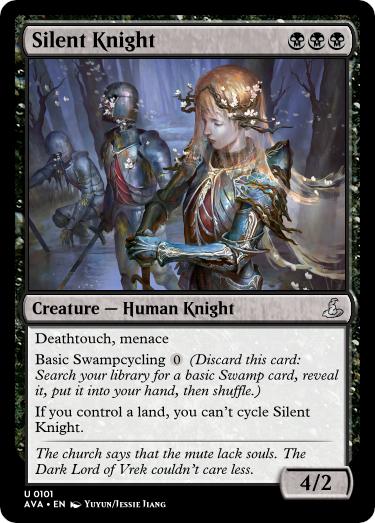 Silent Knight
Creature — Human Knight
Deathtouch, menace
Basic Swampcycling 0 (Discard this card:
Search your library for a basic Swamp card, reveal
it, put it into your hand, then shuffle.)
If you control a land, you can't cycle Silent
Knight.
The church says that the mute lack souls. The
Dark Lord of Vrek couldn't care less.
4/2
U 0101
AVA • EN Yuyun/Jessie Jiang